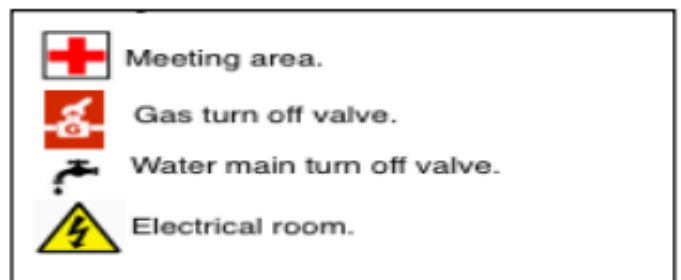 Meeting area.
G
Gas turn off valve.
Water main turn off valve.
Electrical room.